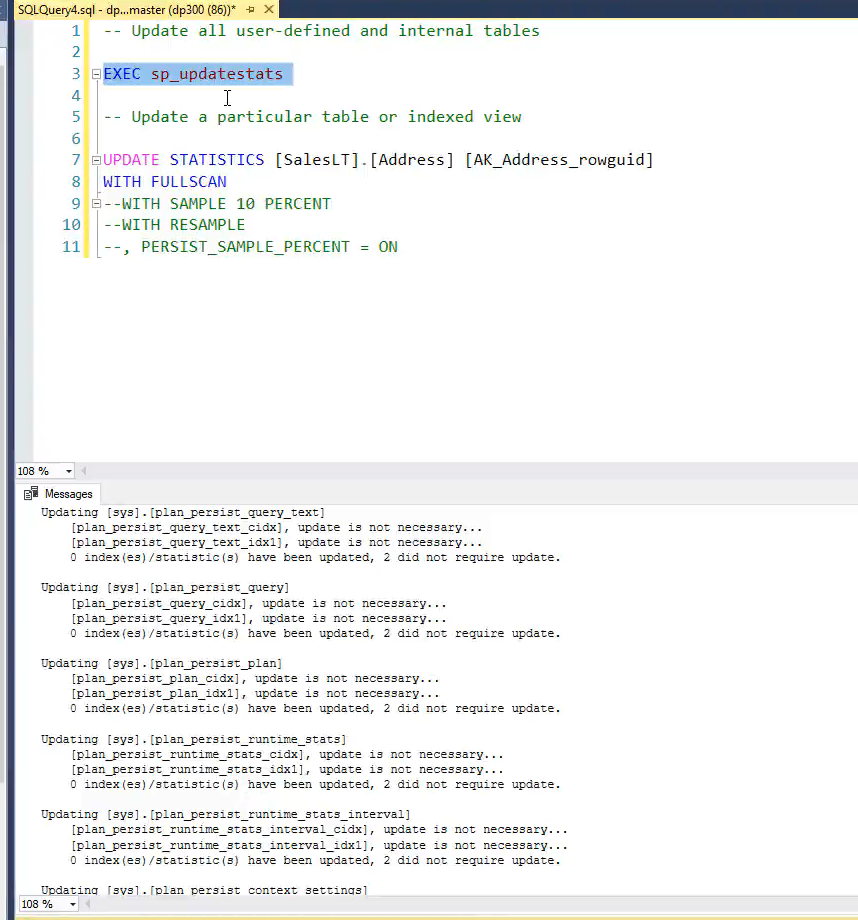 SQLQuery4.sql - dp...master (dp300 (86))*
1 -- Update all user-defined and internal tables
2
3 EXEC sp_updatestats
4
5 -- Update a particular table or indexed view
6
7 UPDATE STATISTICS [SalesLT].[Address] [AK_Address_rowguid]
8 WITH FULLSCAN
9 --WITH SAMPLE 10 PERCENT
10 --WITH RESAMPLE
11 --, PERSIST_SAMPLE_PERCENT = ON
108 %
Messages
Updating [sys].[plan_persist_query_text]
[plan_persist_query_text_cidx], update is not necessary...
[plan_persist_query_text_idx1], update is not necessary...
0 index(es)/statistic(s) have been updated, 2 did not require update.
Updating [sys].[plan_persist_query]
[plan_persist_query_cidx], update is not necessary...
[plan_persist_query_idx1], update is not necessary...
0 index(es)/statistic(s) have been updated, 2 did not require update.
Updating [sys].[plan_persist_plan]
[plan_persist_plan_cidx], update is not necessary...
[plan_persist_plan_idx1], update is not necessary...
0 index(es)/statistic(s) have been updated, 2 did not require update.
Updating [sys].[plan_persist_runtime_stats]
[plan_persist_runtime_stats_cidx], update is not necessary...
[plan_persist_runtime_stats_idx1], update is not necessary...
0 index(es)/statistic(s) have been updated, 2 did not require update.
Updating [sys].[plan_persist_runtime_stats_interval]
[plan_persist_runtime_stats_interval_cidx], update is not necessary...
[plan_persist_runtime_stats_interval_idx1], update is not necessary...
0 index(es)/statistic(s) have been updated, 2 did not require update.
Updating [sys].[plan_persist_context_settings]
108 %